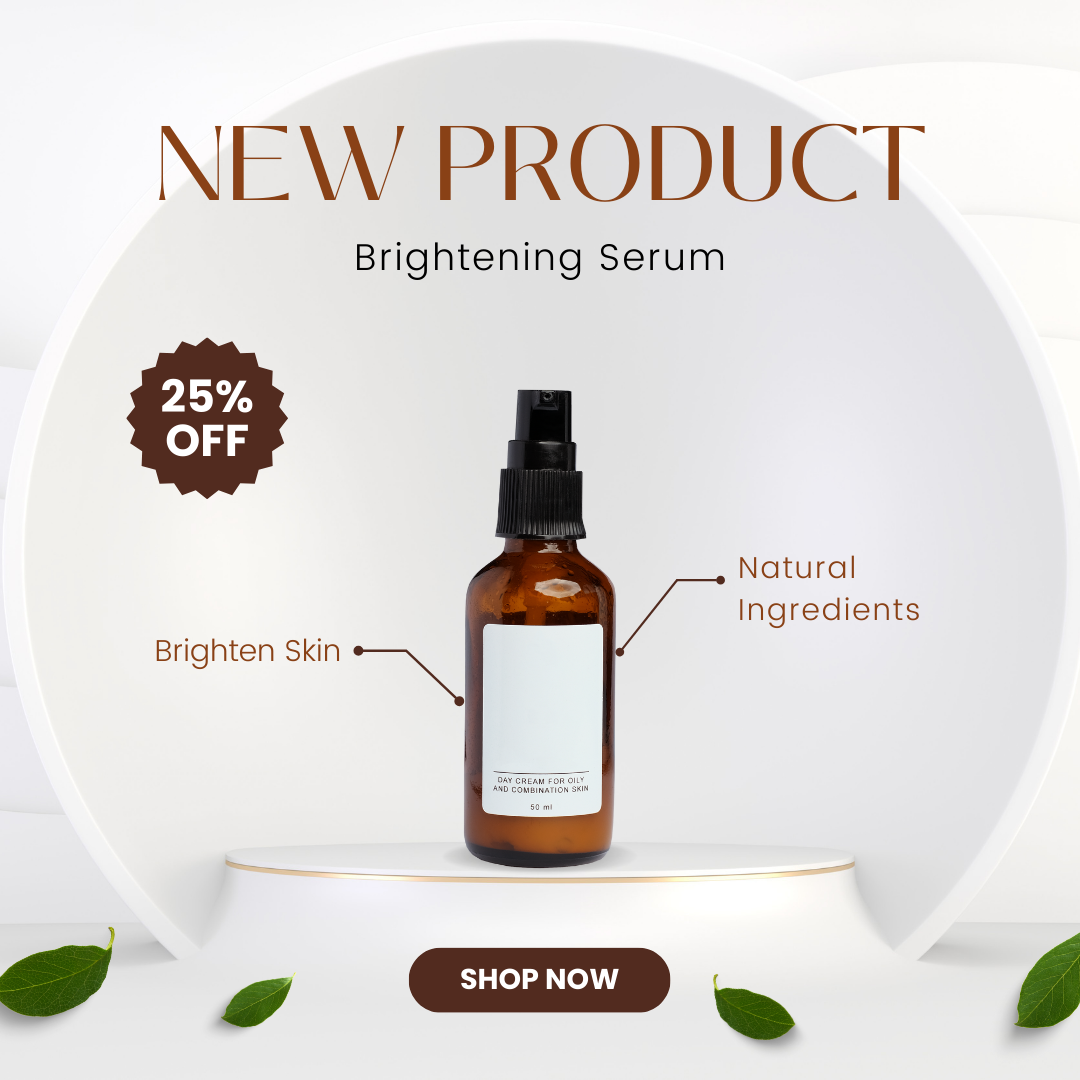 NEW PRODUCT
Brightening Serum
25%
OFF
Natural
Ingredients
Brighten Skin
DAY CREAM FOR OILY
AND COMBINATION SKIN
50 ml
SHOP NOW